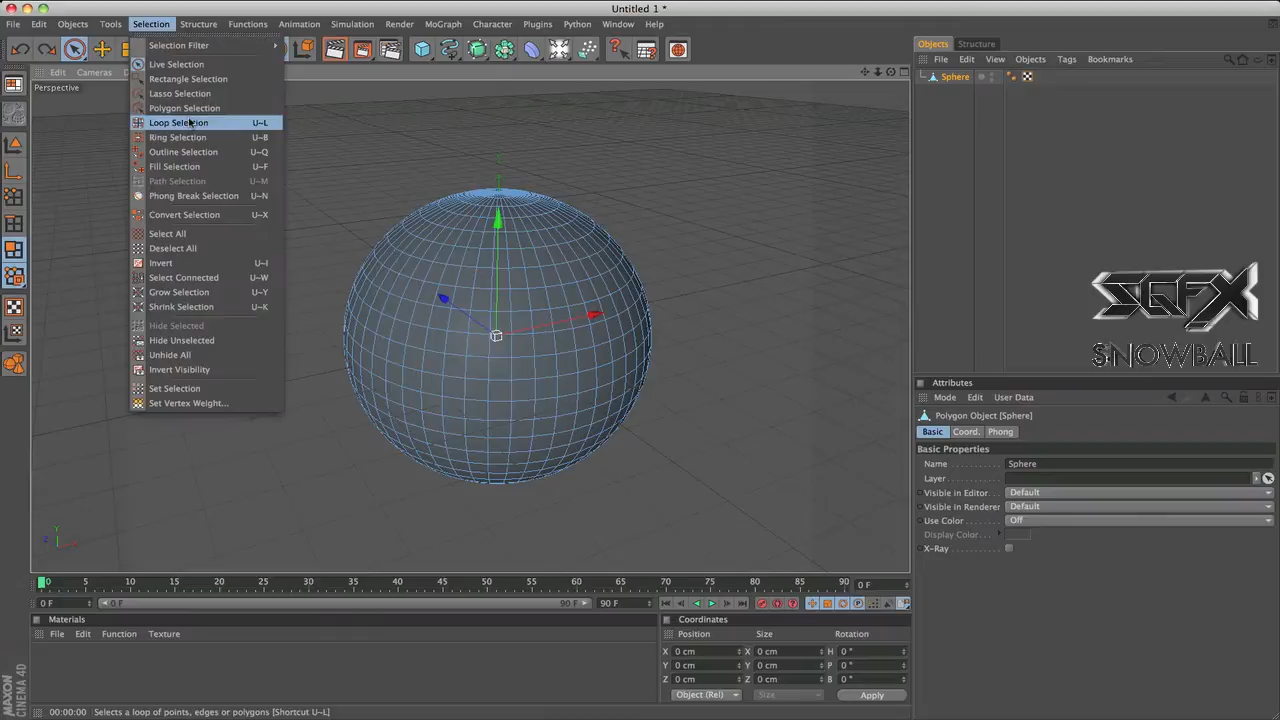 Untitled 1 *
File Edit Objects Tools Selection Structure Functions Animation Simulation Render MoGraph Character Plugins Python Window Help
Objects Structure
File Edit View Objects Tags Bookmarks
Sphere
Edit Cameras
Perspective
Selection Filter
Live Selection
Rectangle Selection
Lasso Selection
Polygon Selection
Loop Selection U~L
Ring Selection U~B
Outline Selection U~Q
Fill Selection U~F
Path Selection U~M
Phong Break Selection U~N
Convert Selection U~X
Select All
Deselect All
Invert U~I
Select Connected U~W
Grow Selection U~Y
Shrink Selection U~K
Hide Selected
Hide Unselected
Unhide All
Invert Visibility
Set Selection
Set Vertex Weight...
Y
Y
Z
SGFX
SNOWBALL
Attributes
Mode Edit User Data
Polygon Object [Sphere]
Basic Coord. Phong
Basic Properties
Name Sphere
Layer
Visible in Editor Default
Visible in Renderer Default
Use Color Off
Display Color
X-Ray
0 5 10 15 20 25 30 35 40 45 50 55 60 65 70 75 80 85 90 0 F
0 F 0 F 90 F 90 F
Materials
File Edit Function Texture
Coordinates
Position Size Rotation
X 0 cm X 0 cm H 0 °
Y 0 cm Y 0 cm P 0 °
Z 0 cm Z 0 cm B 0 °
Object (Rel) Size Apply
MAXON
CINEMA 4D
00:00:00 Selects a loop of points, edges or polygons [Shortcut U~L]